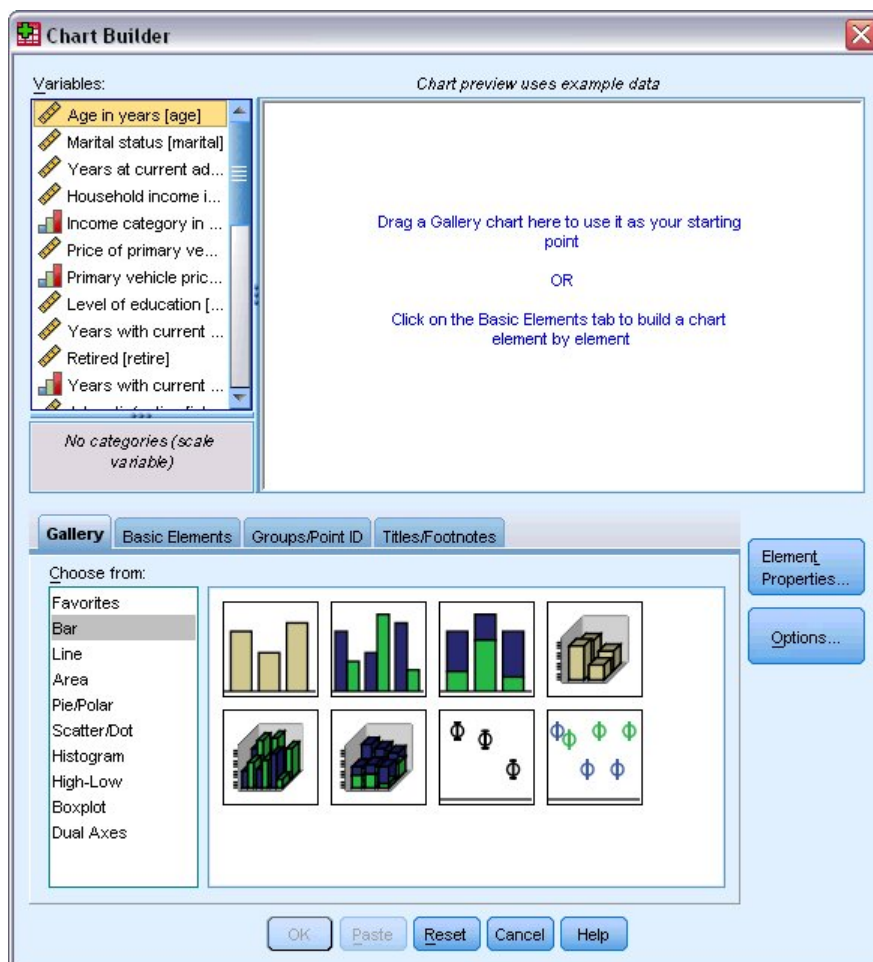 Chart Builder
Variables:
Chart preview uses example data
Age in years [age]
Marital status [marital]
Years at current ad...
Household income i...
Income category in ...
Price of primary ve...
Primary vehicle pric...
Level of education [...
Years with current ...
Retired [retire]
Years with current ...
No categories (scale
variable)
Drag a Gallery chart here to use it as your starting
point
OR
Click on the Basic Elements tab to build a chart
element by element
Gallery
Basic Elements
Groups/Point ID
Titles/Footnotes
Choose from:
Favorites
Bar
Line
Area
Pie/Polar
Scatter/Dot
Histogram
High-Low
Boxplot
Dual Axes
Element
Properties...
Options...
OK
Paste
Reset
Cancel
Help